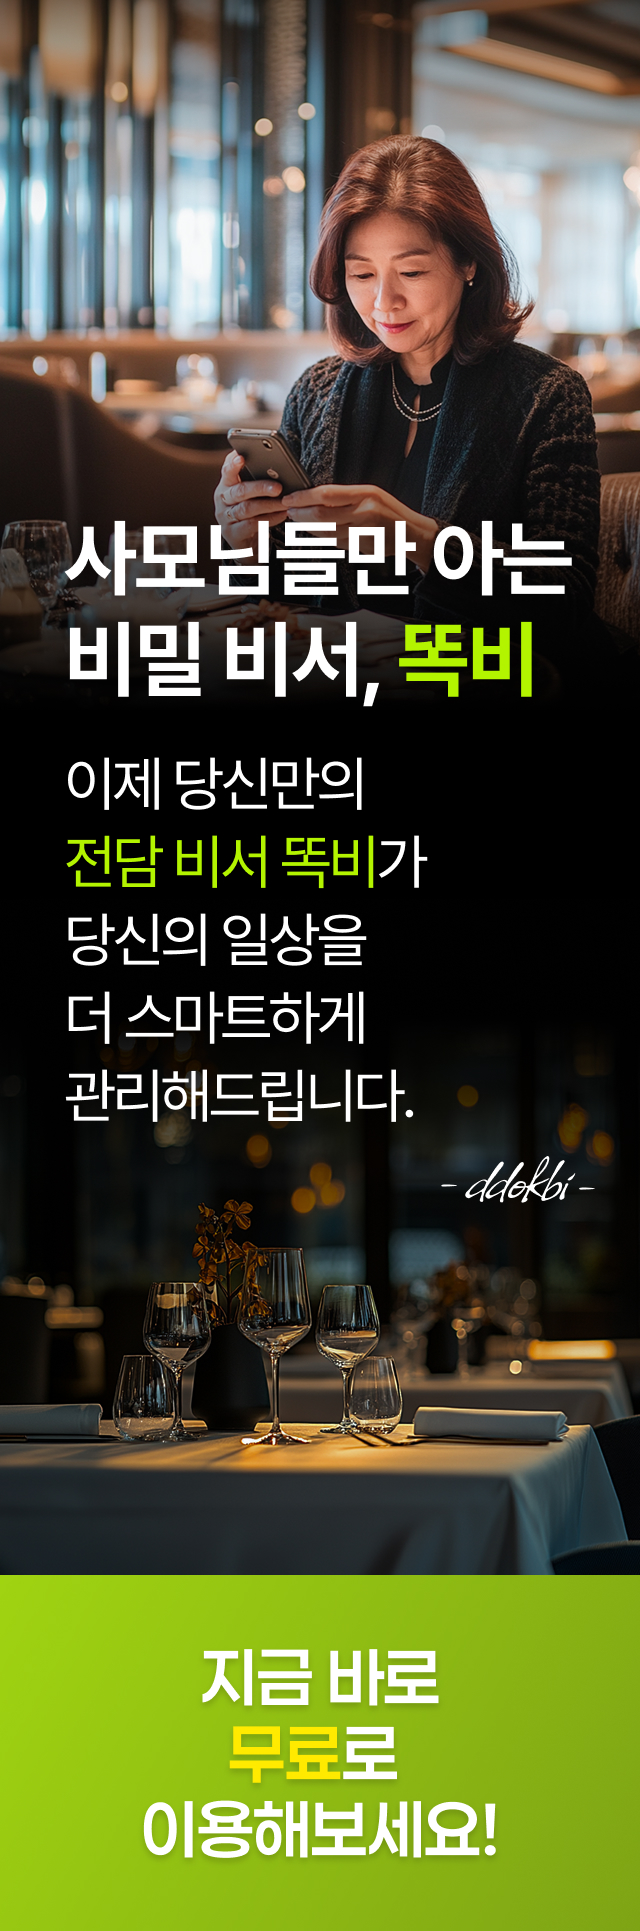 사모님들만 아는
비밀 비서, 똑비
이제 당신만의
전담 비서 똑비가
당신의 일상을
더 스마트하게
관리해드립니다.
- ddokbi -
지금 바로
무료로
이용해보세요!